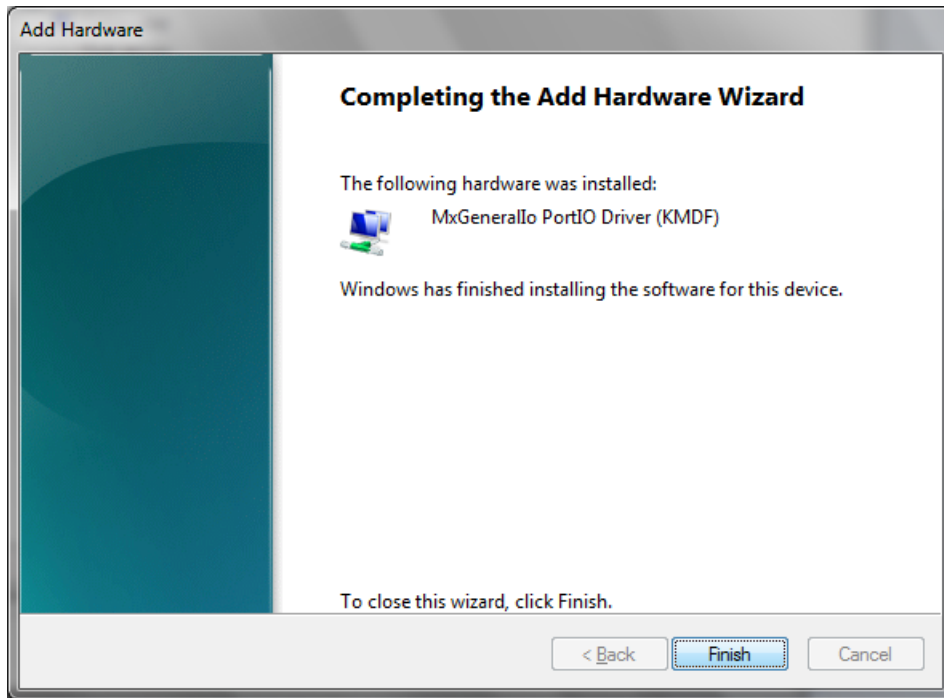 Add Hardware
Completing the Add Hardware Wizard
The following hardware was installed:
MxGeneralIo PortIO Driver (KMDF)
Windows has finished installing the software for this device.
To close this wizard, click Finish.
< Back
Finish
Cancel